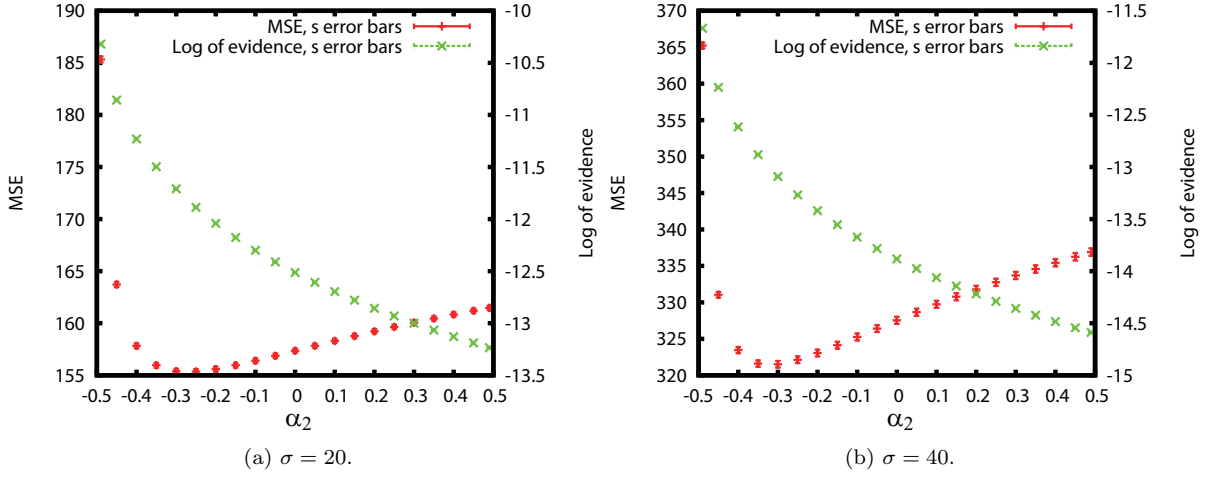 MSE, s error bars
Log of evidence, s error bars
190
185
180
175
170
165
160
155
MSE
-10
-10.5
-11
-11.5
-12
-12.5
-13
-13.5
Log of evidence
-0.5 -0.4 -0.3 -0.2 -0.1 0 0.1 0.2 0.3 0.4 0.5
α2
(a) σ = 20.
MSE, s error bars
Log of evidence, s error bars
370
365
360
355
350
345
340
335
330
325
320
MSE
-11.5
-12
-12.5
-13
-13.5
-14
-14.5
-15
Log of evidence
-0.5 -0.4 -0.3 -0.2 -0.1 0 0.1 0.2 0.3 0.4 0.5
α2
(b) σ = 40.